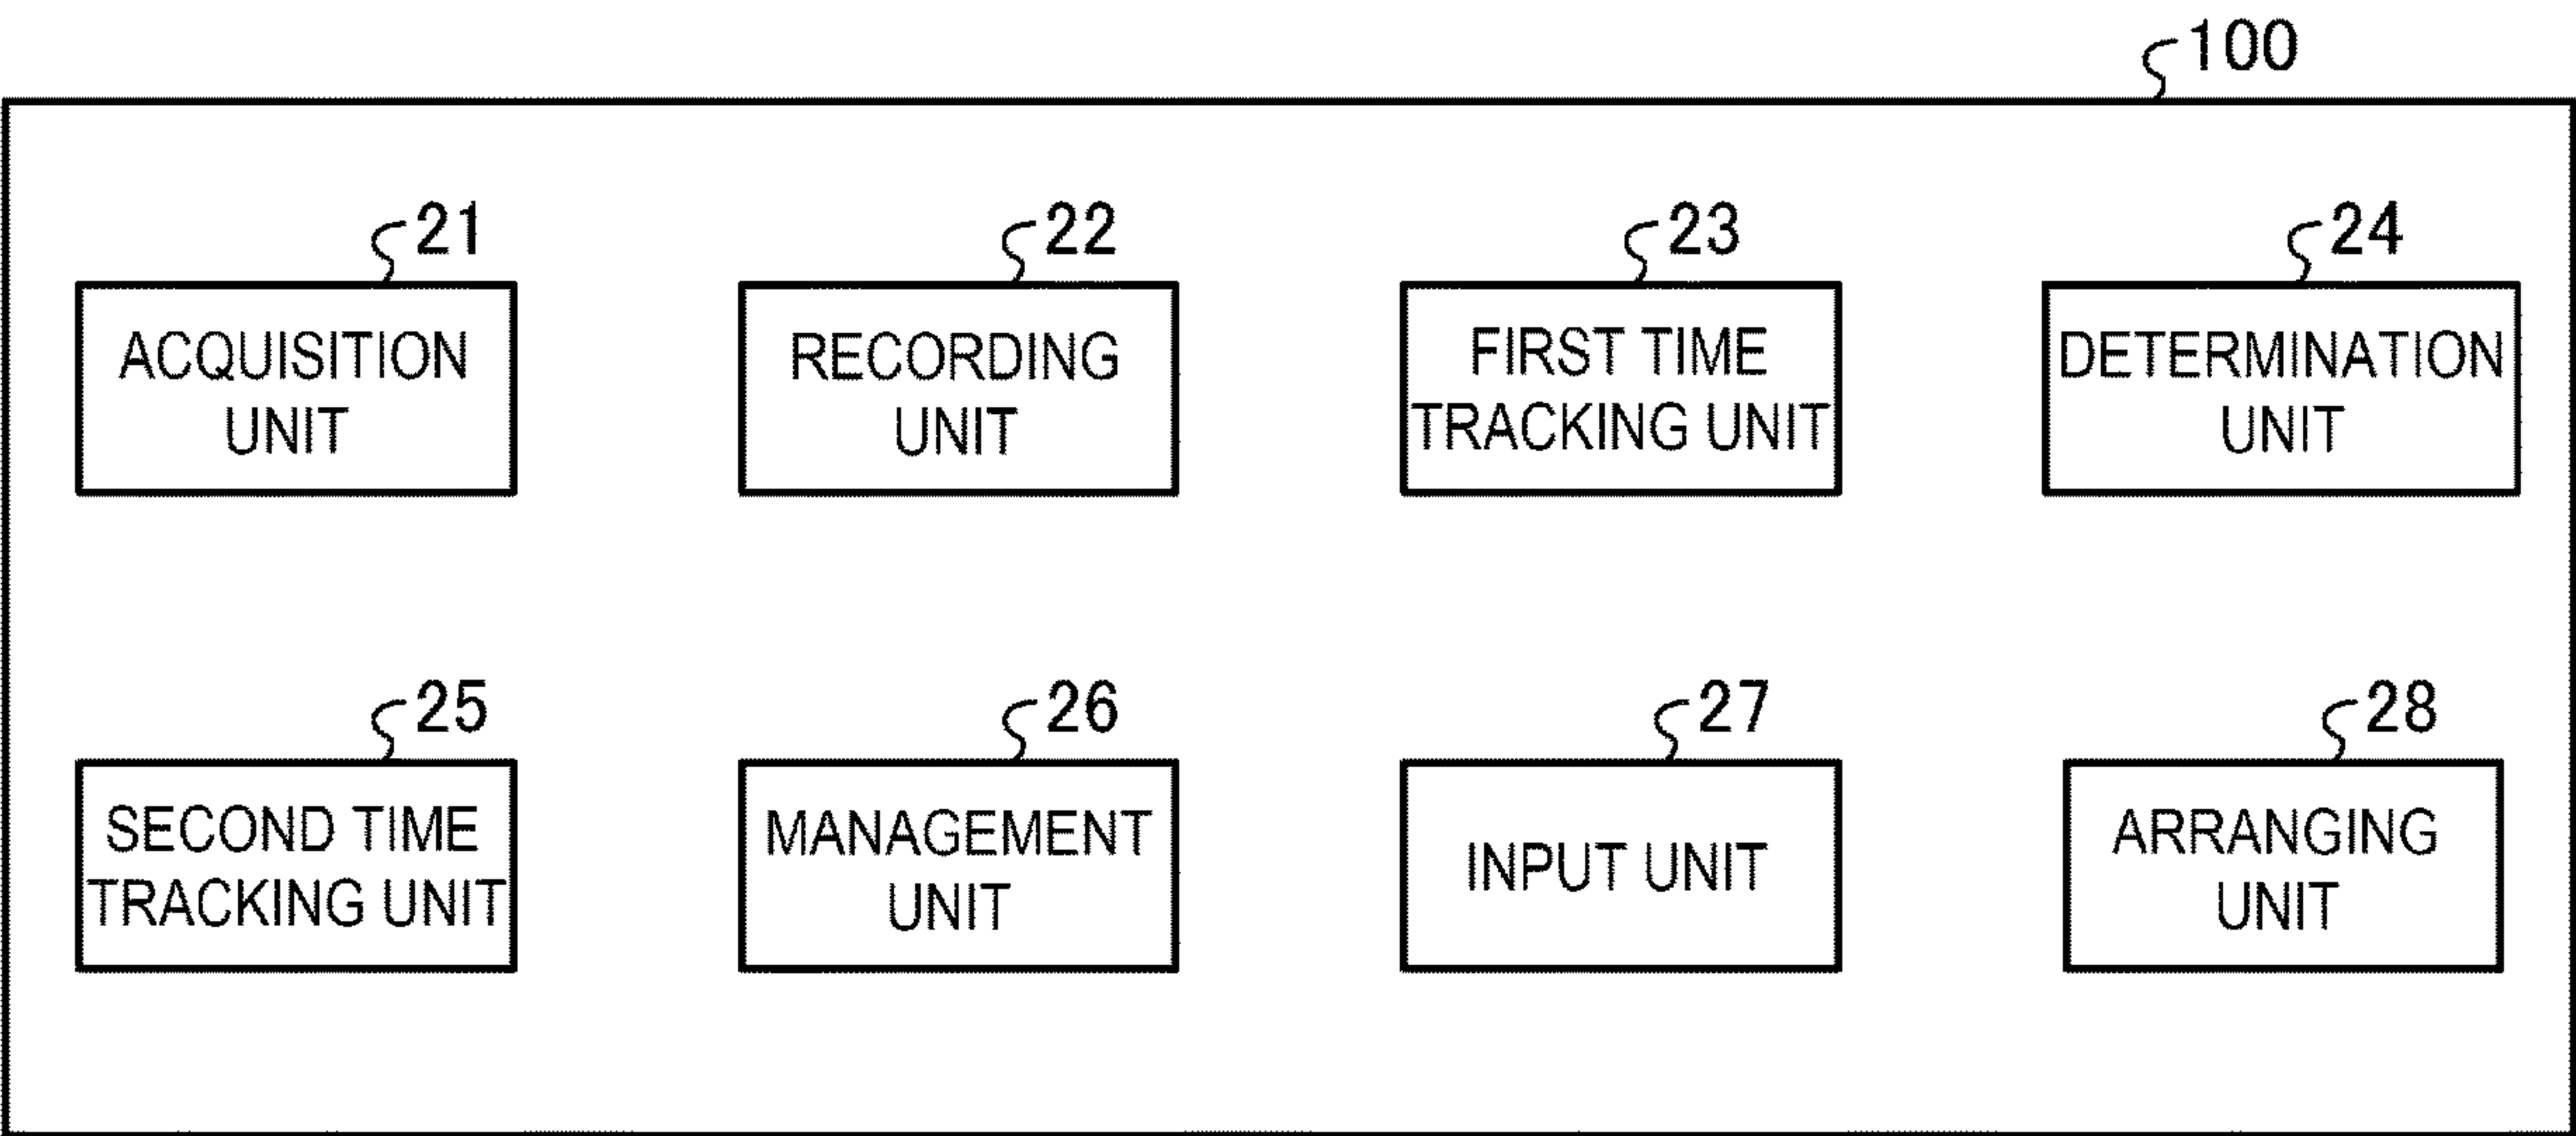 100
21
ACQUISITION
UNIT
22
RECORDING
UNIT
23
FIRST TIME
TRACKING UNIT
24
DETERMINATION
UNIT
25
SECOND TIME
TRACKING UNIT
26
MANAGEMENT
UNIT
27
INPUT UNIT
28
ARRANGING
UNIT